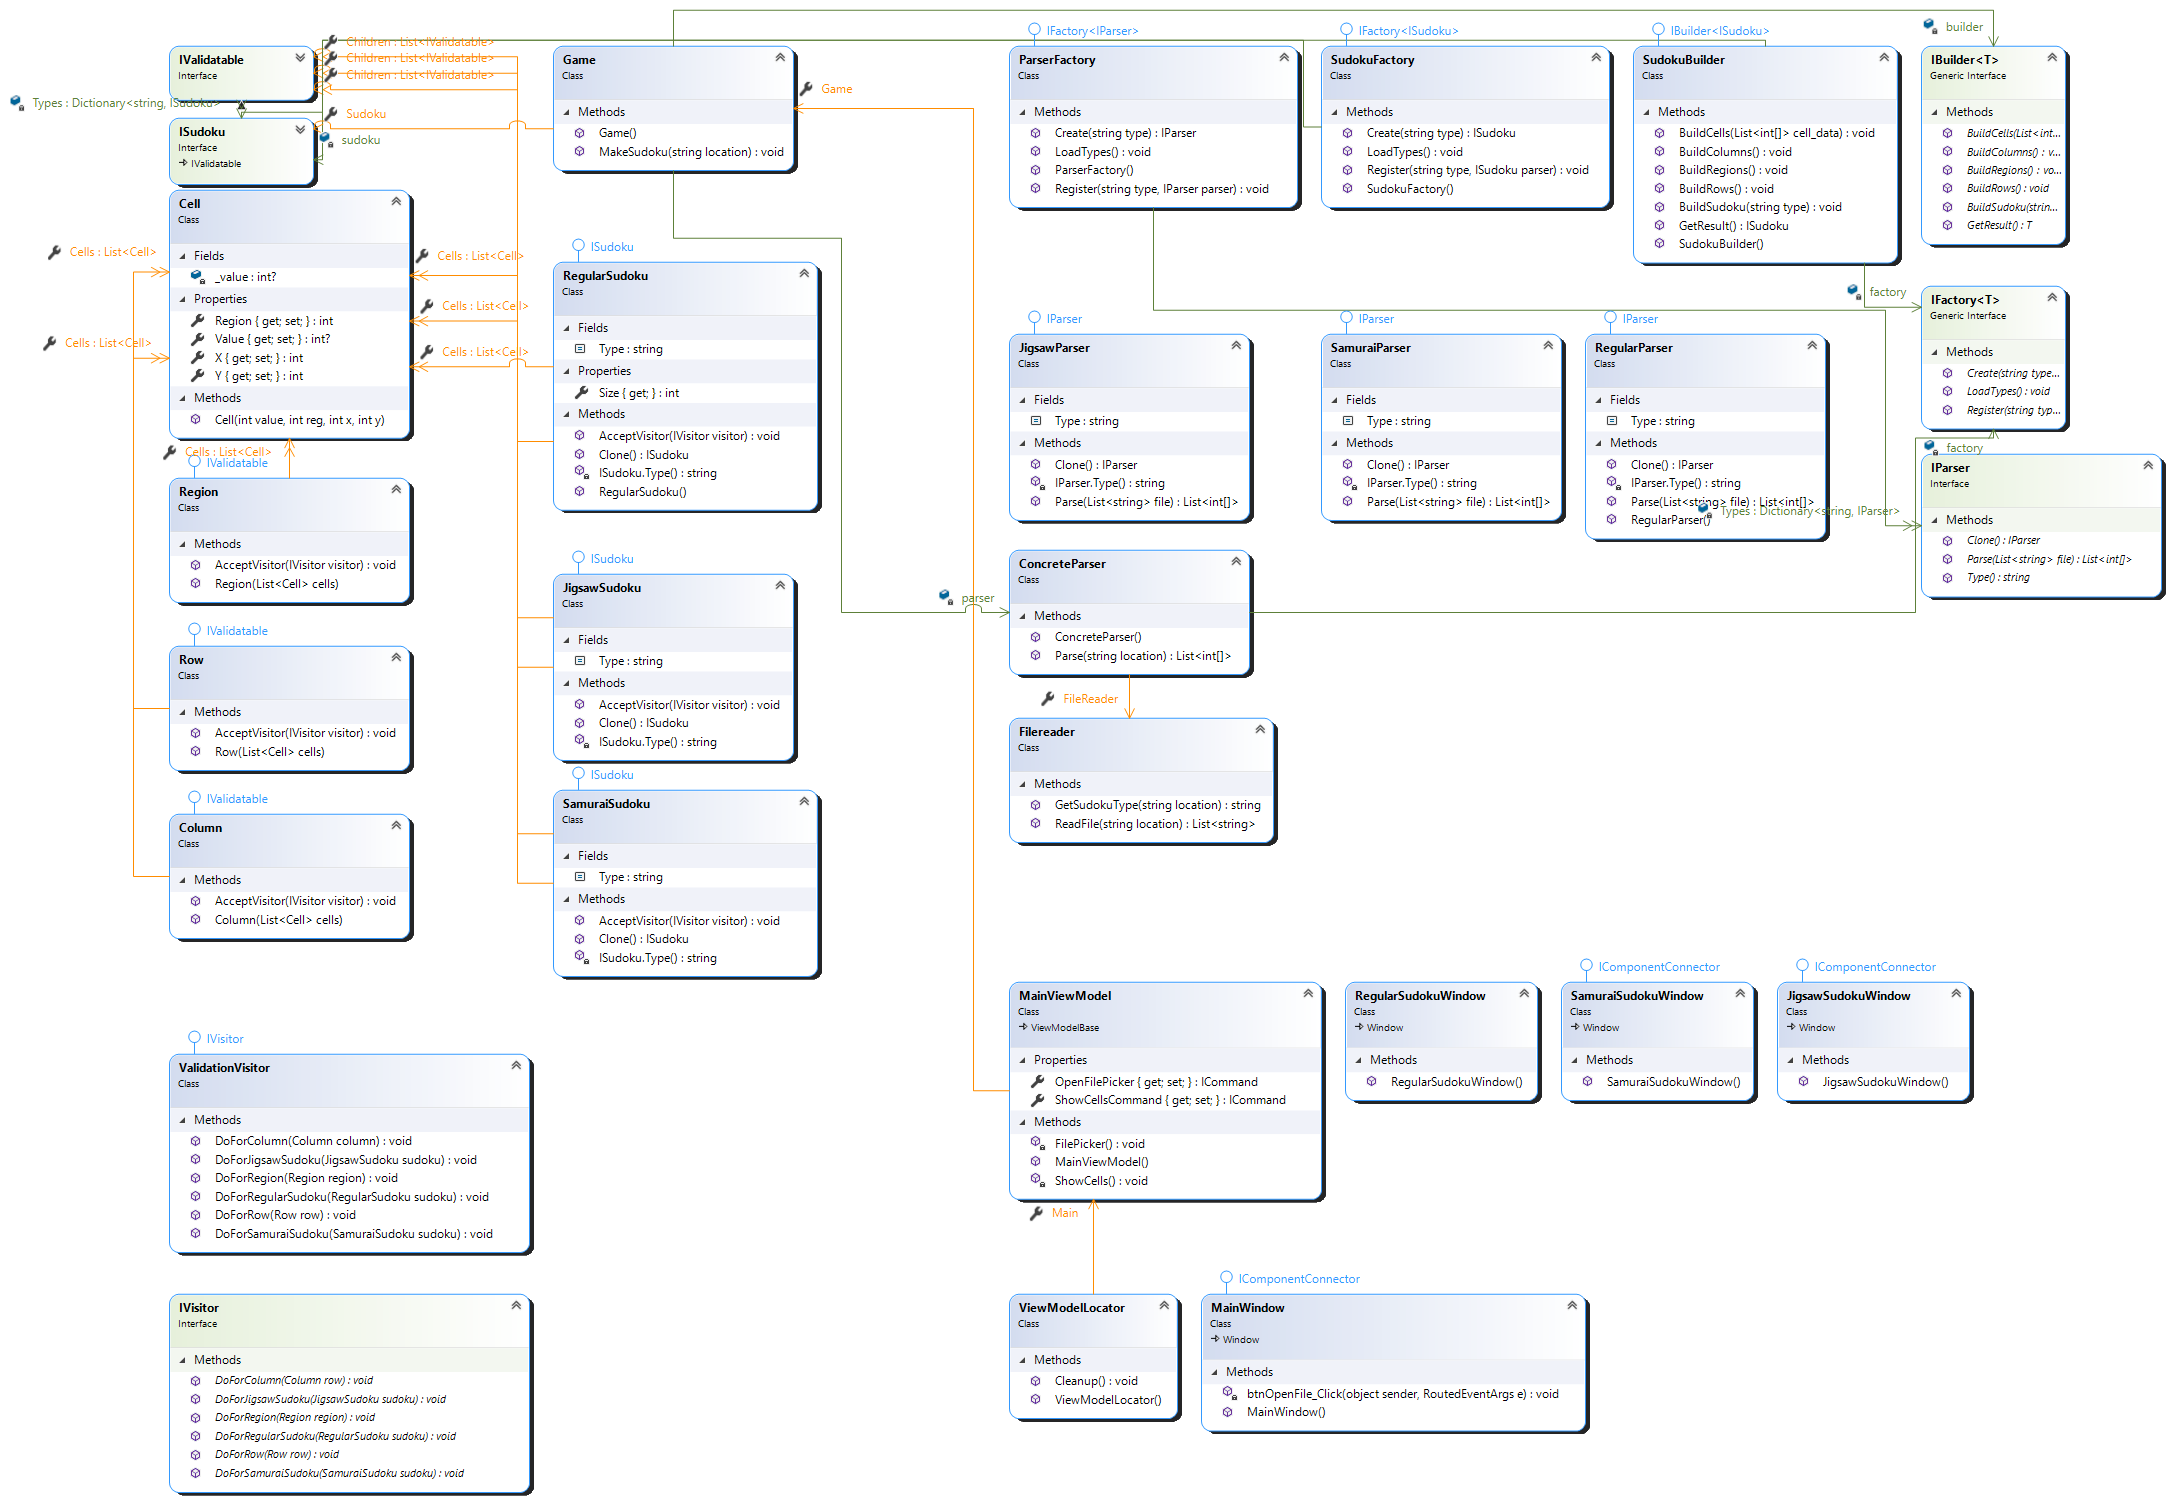 Children : List<IValidatable>
Children : List<IValidatable>
Children : List<IValidatable>
IValidatable
Interface
Types : Dictionary<string, ISudoku>
Sudoku
sudoku
ISudoku
Interface
IValidatable
Cell
Class
Fields
_value : int?
Properties
Region { get; set; } : int
Value { get; set; } : int?
X { get; set; } : int
Y { get; set; } : int
Methods
Cell(int value, int reg, int x, int y)
Cells : List<Cell>
Cells : List<Cell>
Cells : List<Cell>
Cells : List<Cell>
Cells : List<Cell>
Cells : List<Cell>
IValidatable
Region
Class
Methods
AcceptVisitor(IVisitor visitor) : void
Region(List<Cell> cells)
IValidatable
Row
Class
Methods
AcceptVisitor(IVisitor visitor) : void
Row(List<Cell> cells)
IValidatable
Column
Class
Methods
AcceptVisitor(IVisitor visitor) : void
Column(List<Cell> cells)
IVisitor
ValidationVisitor
Class
Methods
DoForColumn(Column column) : void
DoForJigsawSudoku(JigsawSudoku sudoku) : void
DoForRegion(Region region) : void
DoForRegularSudoku(RegularSudoku sudoku) : void
DoForRow(Row row) : void
DoForSamuraiSudoku(SamuraiSudoku sudoku) : void
IVisitor
Interface
Methods
DoForColumn(Column row) : void
DoForJigsawSudoku(JigsawSudoku sudoku) : void
DoForRegion(Region region) : void
DoForRegularSudoku(RegularSudoku sudoku) : void
DoForRow(Row row) : void
DoForSamuraiSudoku(SamuraiSudoku sudoku) : void
Game
Class
Methods
Game()
MakeSudoku(string location) : void
Game
ISudoku
RegularSudoku
Class
Fields
Type : string
Properties
Size { get; } : int
Methods
AcceptVisitor(IVisitor visitor) : void
Clone() : ISudoku
ISudoku.Type() : string
RegularSudoku()
ISudoku
JigsawSudoku
Class
Fields
Type : string
Methods
AcceptVisitor(IVisitor visitor) : void
Clone() : ISudoku
ISudoku.Type() : string
ISudoku
SamuraiSudoku
Class
Fields
Type : string
Methods
AcceptVisitor(IVisitor visitor) : void
Clone() : ISudoku
ISudoku.Type() : string
IFactory<IParser>
ParserFactory
Class
Methods
Create(string type) : IParser
LoadTypes() : void
ParserFactory()
Register(string type, IParser parser) : void
IFactory<ISudoku>
SudokuFactory
Class
Methods
Create(string type) : ISudoku
LoadTypes() : void
Register(string type, ISudoku parser) : void
SudokuFactory()
IBuilder<ISudoku>
SudokuBuilder
Class
Methods
BuildCells(List<int[]> cell_data) : void
BuildColumns() : void
BuildRegions() : void
BuildRows() : void
BuildSudoku(string type) : void
GetResult() : ISudoku
SudokuBuilder()
builder
IBuilder<T>
Generic Interface
Methods
BuildCells(List<int...
BuildColumns() : v...
BuildRegions() : vo...
BuildRows() : void
BuildSudoku(strin...
GetResult() : T
factory
IFactory<T>
Generic Interface
Methods
Create(string type...
LoadTypes() : void
Register(string typ...
factory
IParser
Interface
Methods
Clone() : IParser
Parse(List<string> file) : List<int[]>
Type() : string
IParser
JigsawParser
Class
Fields
Type : string
Methods
Clone() : IParser
IParser.Type() : string
Parse(List<string> file) : List<int[]>
IParser
SamuraiParser
Class
Fields
Type : string
Methods
Clone() : IParser
IParser.Type() : string
Parse(List<string> file) : List<int[]>
IParser
RegularParser
Class
Fields
Type : string
Methods
Clone() : IParser
IParser.Type() : string
Parse(List<string> file) : List<int[]>
RegularParser()
Types : Dictionary<string, IParser>
parser
ConcreteParser
Class
Methods
ConcreteParser()
Parse(string location) : List<int[]>
FileReader
Filereader
Class
Methods
GetSudokuType(string location) : string
ReadFile(string location) : List<string>
MainViewModel
Class
ViewModelBase
Properties
OpenFilePicker { get; set; } : ICommand
ShowCellsCommand { get; set; } : ICommand
Methods
FilePicker() : void
MainViewModel()
ShowCells() : void
Main
RegularSudokuWindow
Class
Window
Methods
RegularSudokuWindow()
IComponentConnector
SamuraiSudokuWindow
Class
Window
Methods
SamuraiSudokuWindow()
IComponentConnector
JigsawSudokuWindow
Class
Window
Methods
JigsawSudokuWindow()
ViewModelLocator
Class
Methods
Cleanup() : void
ViewModelLocator()
IComponentConnector
MainWindow
Class
Window
Methods
btnOpenFile_Click(object sender, RoutedEventArgs e) : void
MainWindow()